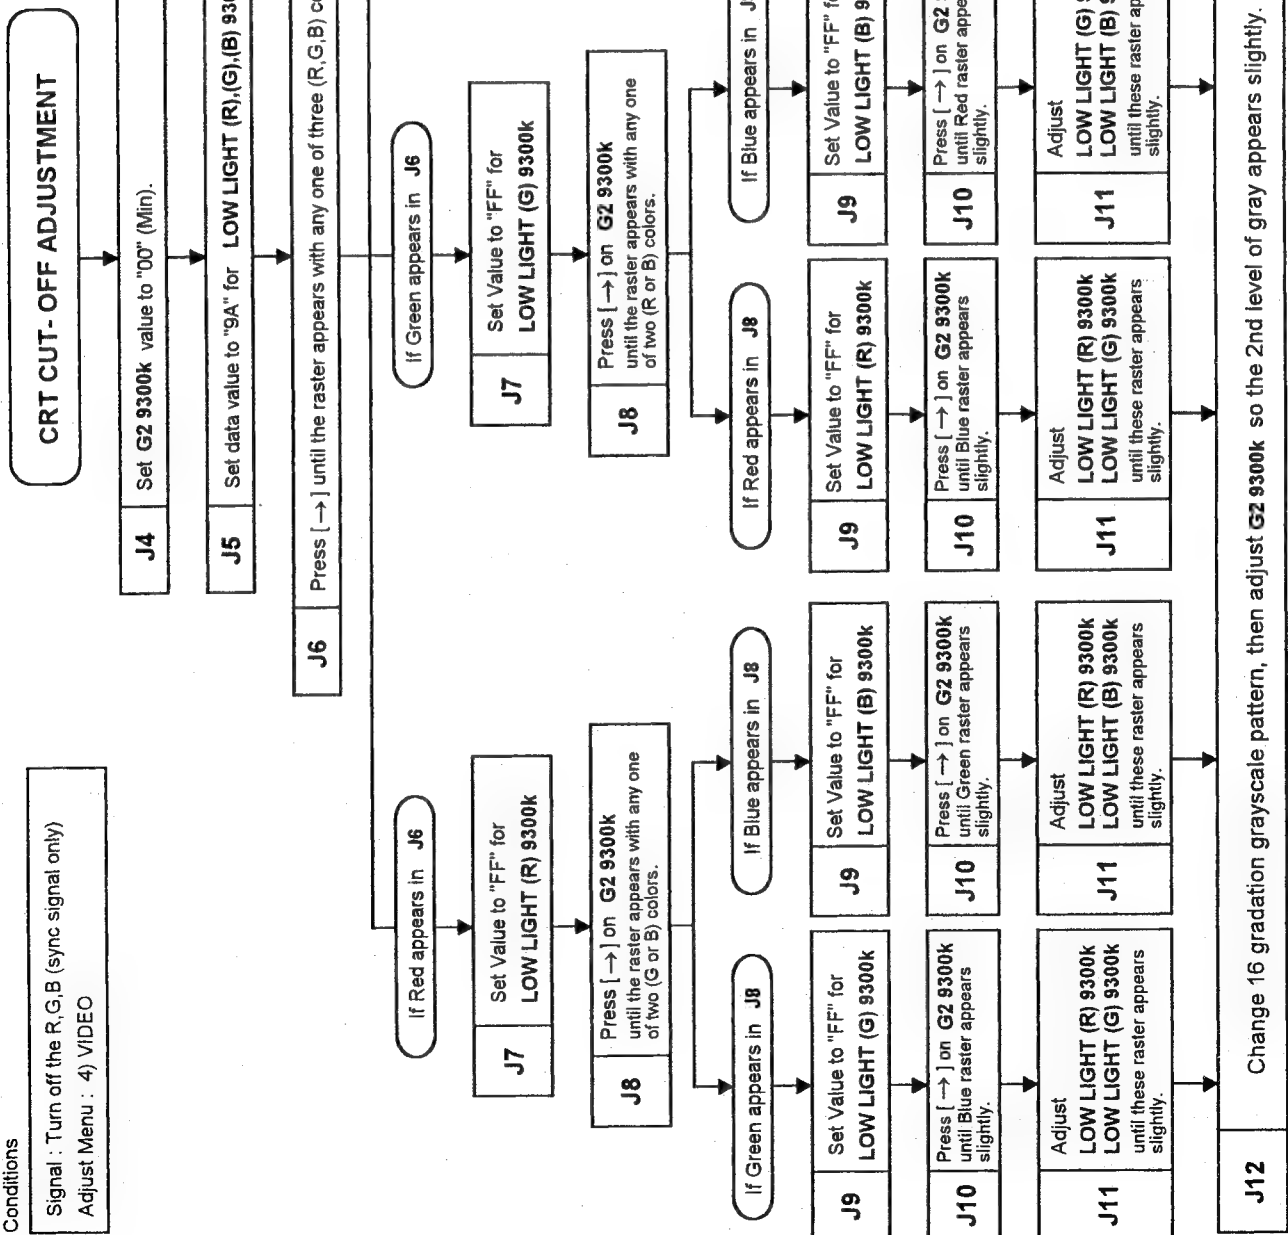 Conditions
Signal : Turn off the R,G,B (sync signal only)
Adjust Menu : 4) VIDEO
CRT CUT- OFF ADJUSTMENT
J4
Set G2 9300k value to "00" (Min).
J5
Set data value to "9A" for LOW LIGHT (R),(G),(B)
J6
Press [ → ] until the raster appears with any one of three (R,G,B)
If Red appears in J6
J7
Set Value to "FF" for
LOW LIGHT (R) 9300k
J8
Press [ → ] on G2 9300k
until the raster appears with any one
of two (G or B) colors.
If Green appears in J8
J9
Set Value to "FF" for
LOW LIGHT (G) 9300k
J10
Press [ → ] on G2 9300k
until Blue raster appears
slightly.
J11
Adjust
LOW LIGHT (R) 9300k
LOW LIGHT (G) 9300k
until these raster appears
slightly.
If Blue appears in J8
J9
Set Value to "FF" for
LOW LIGHT (B) 9300k
J10
Press [ → ] on G2 9300k
until Green raster appears
slightly.
J11
Adjust
LOW LIGHT (R) 9300k
LOW LIGHT (B) 9300k
until these raster appears
slightly.
If Green appears in J6
J7
Set Value to "FF" for
LOW LIGHT (G) 9300k
J8
Press [ → ] on G2 9300k
until the raster appears with any one
of two (R or B) colors.
If Red appears in J8
J9
Set Value to "FF" for
LOW LIGHT (R) 9300k
J10
Press [ → ] on G2 9300k
until Blue raster appears
slightly.
J11
Adjust
LOW LIGHT (R) 9300k
LOW LIGHT (G) 9300k
until these raster appears
slightly.
If Blue appears in
J9
Set Value to "FF"
LOW LIGHT (B)
J10
Press [ → ] on G2
until Red raster
slightly.
J11
Adjust
LOW LIGHT (G)
LOW LIGHT (B)
until these raster
slightly.
J12
Change 16 gradation grayscale pattern, then adjust G2 9300k so the 2nd level of gray appears slightly.